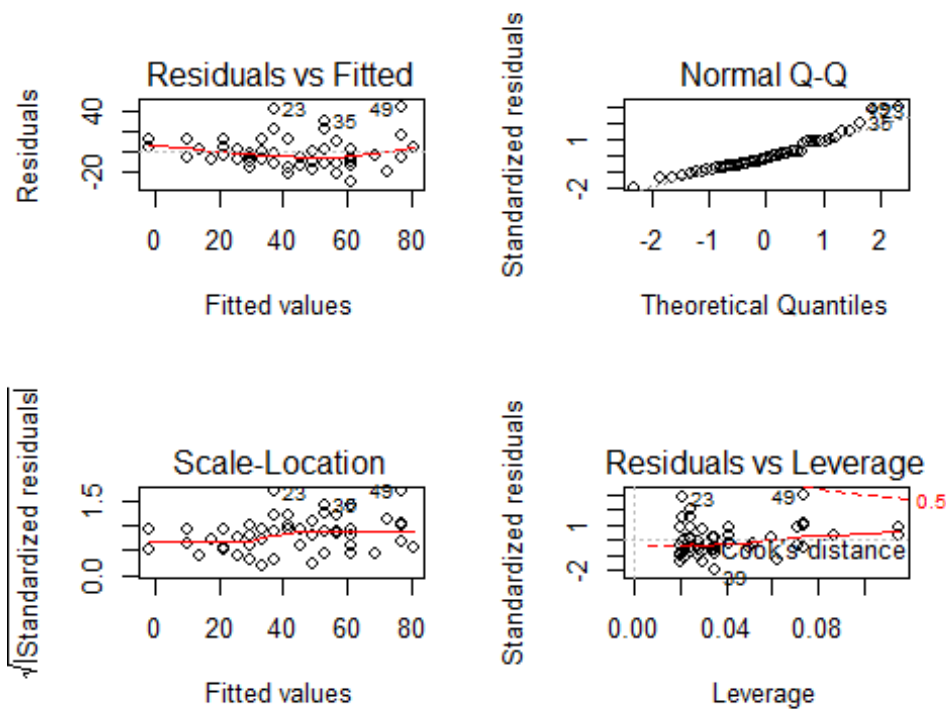 Residuals vs Fitted
Residuals
40
-20
23
35
49
0 20 40 60 80
Fitted values
Normal Q-Q
Standardized residuals
1
-2
23
35
-2 -1 0 1 2
Theoretical Quantiles
Scale-Location
√|Standardized residuals|
1.5
0.0
23
49
0 20 40 60 80
Fitted values
Residuals vs Leverage
Standardized residuals
1
-2
23
49
0.5
Cook's distance
39
0.00 0.04 0.08
Leverage